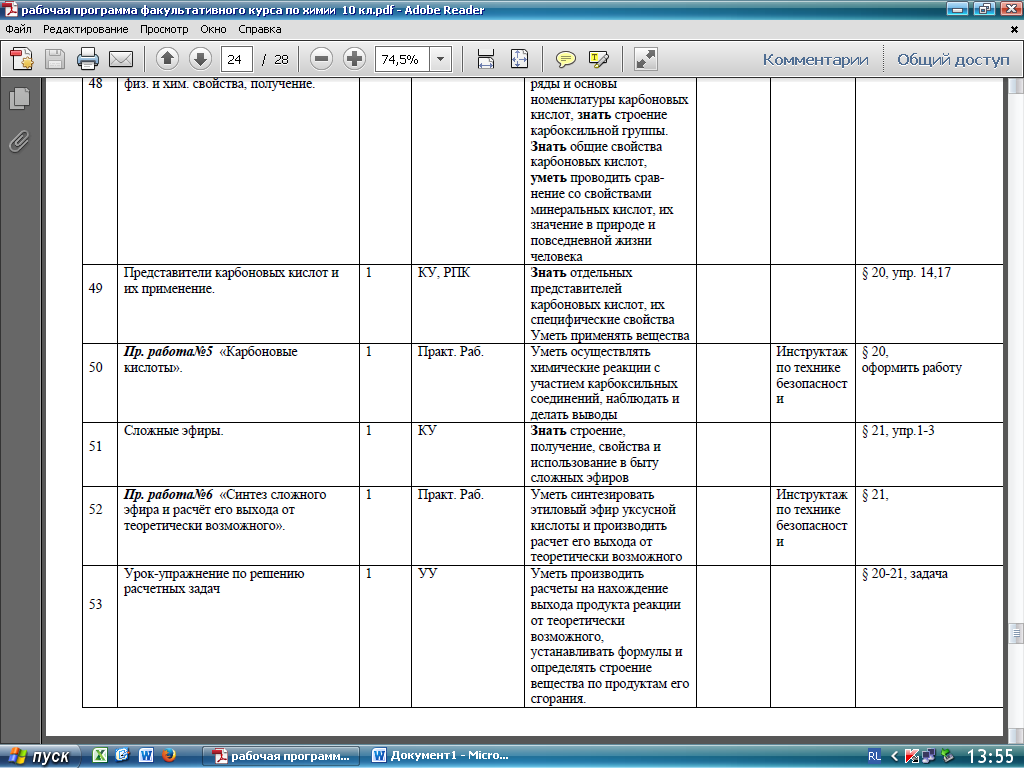 рабочая программа факультативного курса по химии 10 кл.pdf - Adobe Reader
Файл Редактирование Просмотр Окно Справка
24 / 28 74,5% Комментарии Общий доступ
48
физ. и хим. свойства, получение.
ряды и основы
номенклатуры карбоновых
кислот, знать строение
карбоксильной группы.
Знать общие свойства
карбоновых кислот,
уметь проводить срав-
нение со свойствами
минеральных кислот, их
значение в природе и
повседневной жизни
человека
49
Представители карбоновых кислот и
их применение.
1
КУ, РПК
Знать отдельных
представителей
карбоновых кислот, их
специфические свойства
Уметь применять вещества
§ 20, упр. 14,17
50
Пр. работа№5 «Карбоновые
кислоты».
1
Практ. Раб.
Уметь осуществлять
химические реакции с
участием карбоксильных
соединений, наблюдать и
делать выводы
Инструктаж
по технике
безопасност
и
§ 20,
оформить работу
51
Сложные эфиры.
1
КУ
Знать строение,
получение, свойства и
использование в быту
сложных эфиров
§ 21, упр.1-3
52
Пр. работа№6 «Синтез сложного
эфира и расчёт его выхода от
теоретически возможного».
1
Практ. Раб.
Уметь синтезировать
этиловый эфир уксусной
кислоты и производить
расчет его выхода от
теоретически возможного
Инструктаж
по технике
безопасност
и
§ 21,
53
Урок-упражнение по решению
расчетных задач
1
УУ
Уметь производить
расчеты на нахождение
выхода продукта реакции
от теоретически
возможного,
устанавливать формулы и
определять строение
вещества по продуктам его
сгорания.
§ 20-21, задача
пуск рабочая программ... Документ1 - Micro... RL 13:55